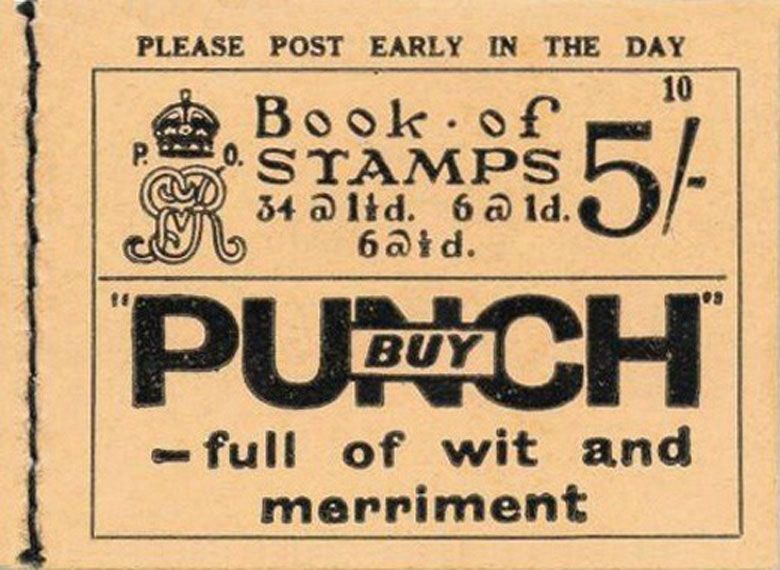 PLEASE POST EARLY IN THE DAY
10
P. O.
Book · of
STAMPS 5/-
34 @ 1½d. 6 @ 1d.
6 @ ½d.
"PUNCH"
BUY
– full of wit and
merriment